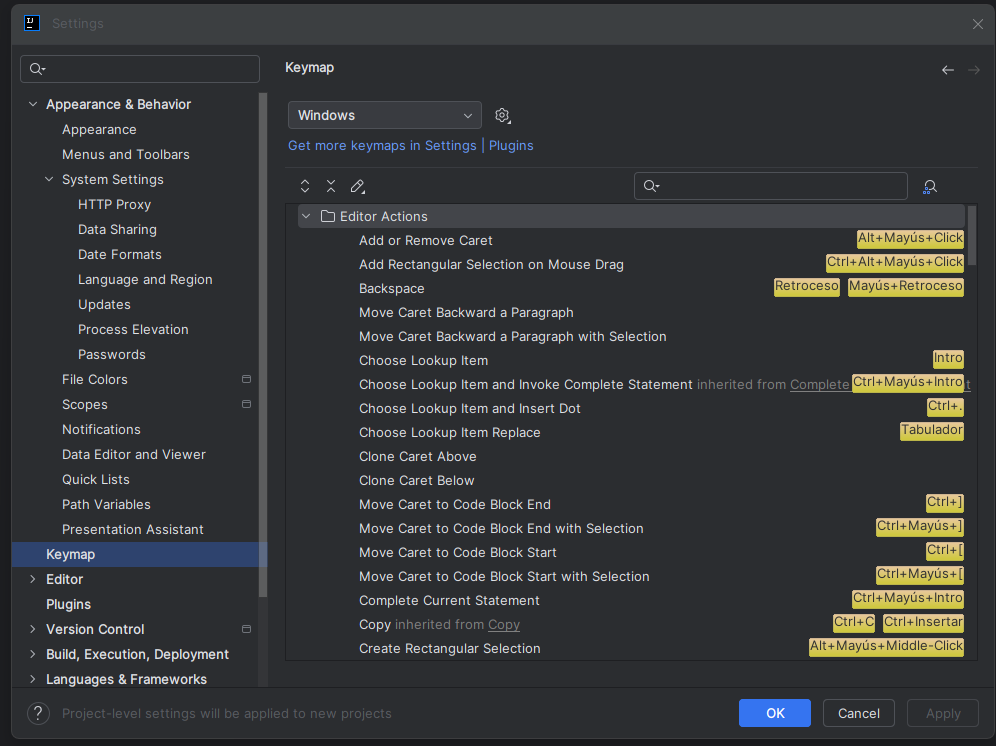 IJ
Settings
Appearance & Behavior
Appearance
Menus and Toolbars
System Settings
HTTP Proxy
Data Sharing
Date Formats
Language and Region
Updates
Process Elevation
Passwords
File Colors
Scopes
Notifications
Data Editor and Viewer
Quick Lists
Path Variables
Presentation Assistant
Keymap
Editor
Plugins
Version Control
Build, Execution, Deployment
Languages & Frameworks
Keymap
Windows
Get more keymaps in Settings | Plugins
Editor Actions
Add or Remove Caret Alt+Mayús+Click
Add Rectangular Selection on Mouse Drag Ctrl+Alt+Mayús+Click
Backspace Retroceso Mayús+Retroceso
Move Caret Backward a Paragraph
Move Caret Backward a Paragraph with Selection
Choose Lookup Item Intro
Choose Lookup Item and Invoke Complete Statement inherited from Complete Ctrl+Mayús+Intro
Choose Lookup Item and Insert Dot Ctrl+.
Choose Lookup Item Replace Tabulador
Clone Caret Above
Clone Caret Below
Move Caret to Code Block End Ctrl+]
Move Caret to Code Block End with Selection Ctrl+Mayús+]
Move Caret to Code Block Start Ctrl+[
Move Caret to Code Block Start with Selection Ctrl+Mayús+[
Complete Current Statement Ctrl+Mayús+Intro
Copy inherited from Copy Ctrl+C Ctrl+Insertar
Create Rectangular Selection Alt+Mayús+Middle-Click
? Project-level settings will be applied to new projects
OK Cancel Apply